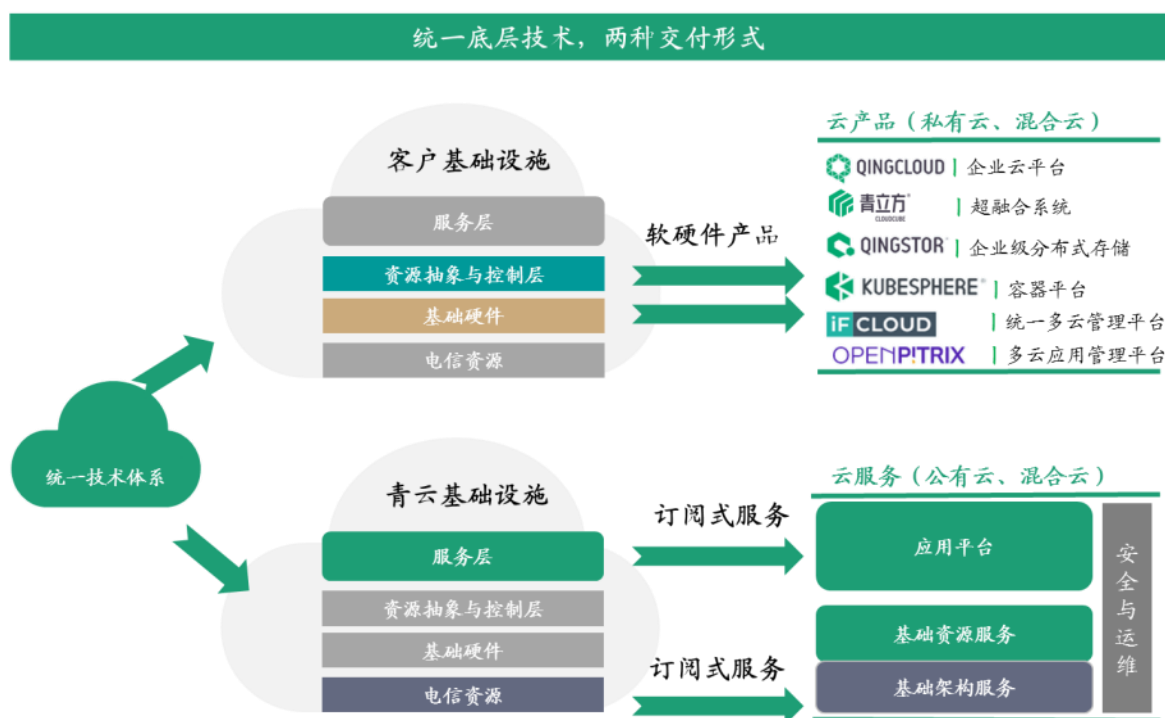 统一底层技术，两种交付形式
云产品（私有云、混合云）
客户基础设施
服务层
资源抽象与控制层
基础硬件
电信资源
软硬件产品
QINGCLOUD | 企业云平台
青立方® | 超融合系统
CLOUDCUBE
QINGSTOR® | 企业级分布式存储
KUBESPHERE® | 容器平台
iF CLOUD | 统一多云管理平台
OPENP!TRIX | 多云应用管理平台
统一技术体系
青云基础设施
服务层
资源抽象与控制层
基础硬件
电信资源
订阅式服务
订阅式服务
云服务（公有云、混合云）
应用平台
基础资源服务
基础架构服务
安全与运维